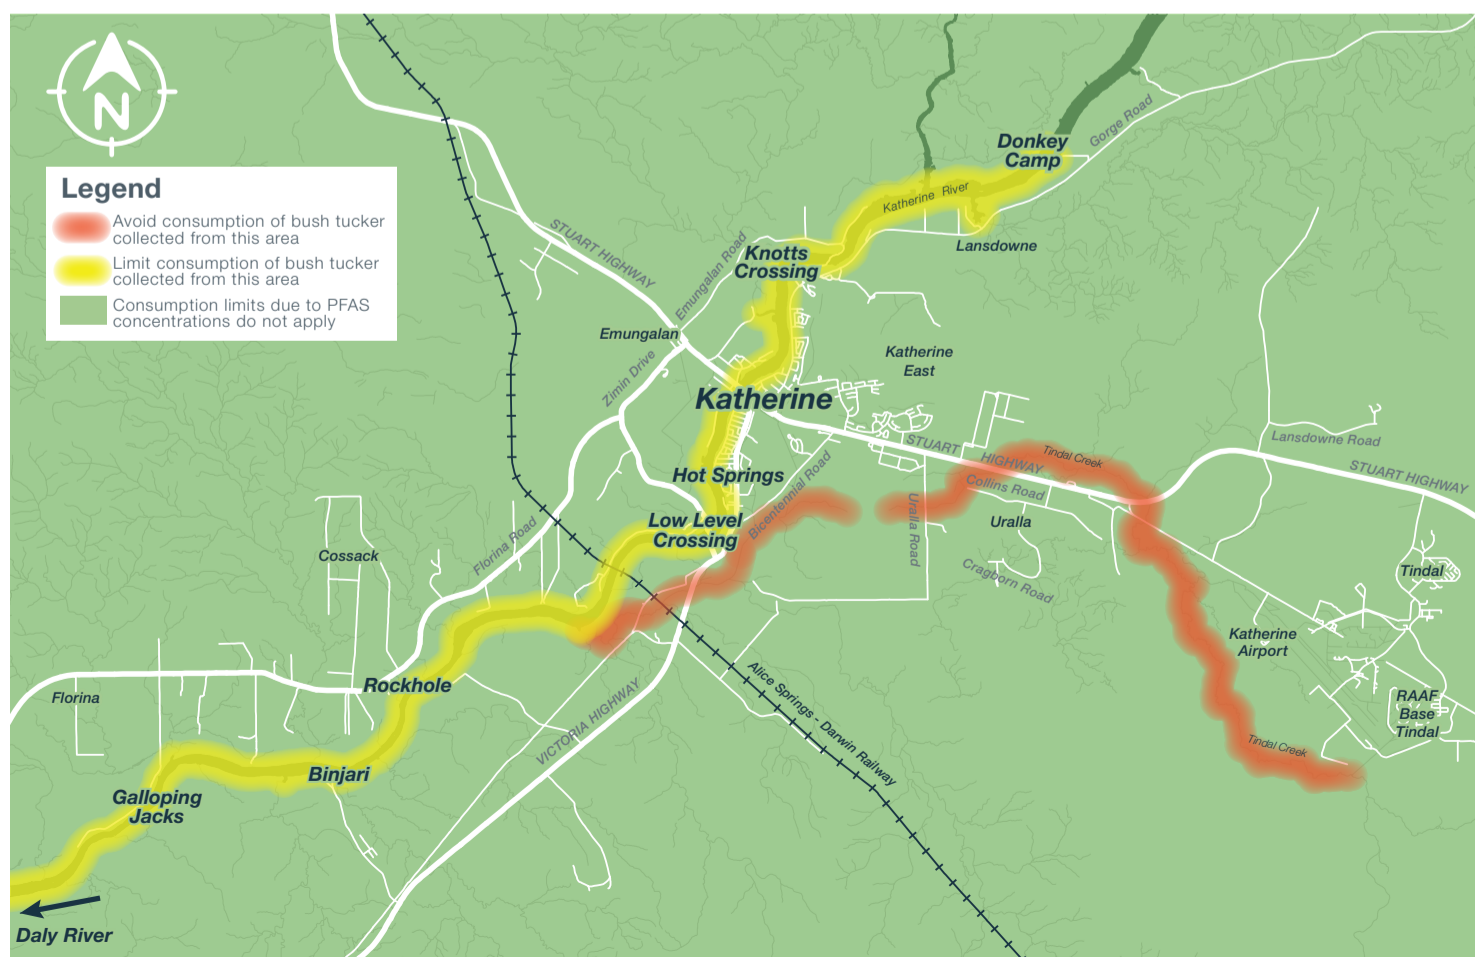 N
Legend
Avoid consumption of bush tucker
collected from this area
Limit consumption of bush tucker
collected from this area
Consumption limits due to PFAS
concentrations do not apply
Donkey
Camp
Gorge Road
Katherine River
Lansdowne
STUART HIGHWAY
Emungalan Road
Knotts
Crossing
Emungalan
Zimin Drive
Katherine
East
Katherine
STUART
HIGHWAY
Tindal Creek
Lansdowne Road
STUART HIGHWAY
Hot Springs
Bicentennial Road
Collins Road
Low Level
Crossing
Uralla Road
Uralla
Cragborn Road
Florina Road
Cossack
Tindal
Katherine
Airport
Rockhole
Florina
Alice Springs - Darwin Railway
VICTORIA HIGHWAY
RAAF
Base
Tindal
Tindal Creek
Binjari
Galloping
Jacks
Daly River